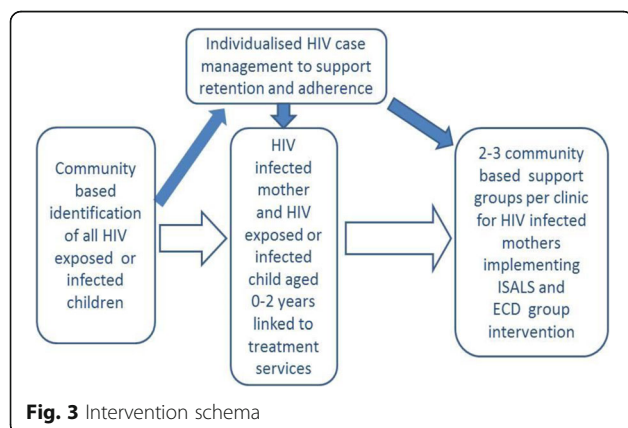 Individualised HIV case
management to support
retention and adherence
Community
based
identification
of all HIV
exposed or
infected
children
HIV
infected
mother
and HIV
exposed or
infected
child aged
0-2 years
linked to
treatment
services
2-3 community
based support
groups per clinic
for HIV infected
mothers
implementing
ISALS and
ECD group
intervention
Fig. 3 Intervention schema